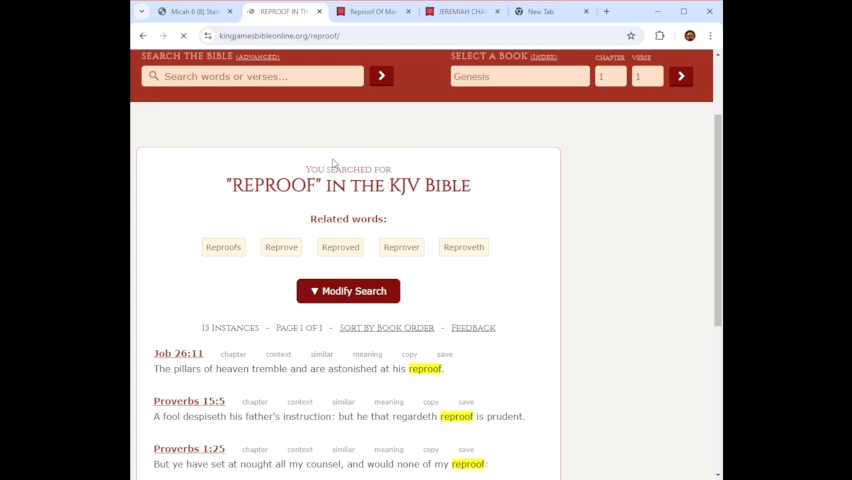 Micah 6 (8) State
REPROOF IN TH
Reproof Of Man
JEREMIAH CHA
New Tab
kingjamesbibleonline.org/reproof/
SEARCH THE BIBLE (ADVANCED)
SELECT A BOOK (INDEX) CHAPTER VERSE
Search words or verses...
Genesis 1 1
YOU SEARCHED FOR
"REPROOF" IN THE KJV BIBLE
Related words:
Reproofs Reprove Reproved Reprover Reproveth
▼ Modify Search
15 INSTANCES - PAGE 1 OF 1 - SORT BY BOOK ORDER - FEEDBACK
Job 26:11 chapter context similar meaning copy save
The pillars of heaven tremble and are astonished at his reproof.
Proverbs 15:5 chapter context similar meaning copy save
A fool despiseth his father's instruction: but he that regardeth reproof is prudent.
Proverbs 1:25 chapter context similar meaning copy save
But ye have set at nought all my counsel, and would none of my reproof: